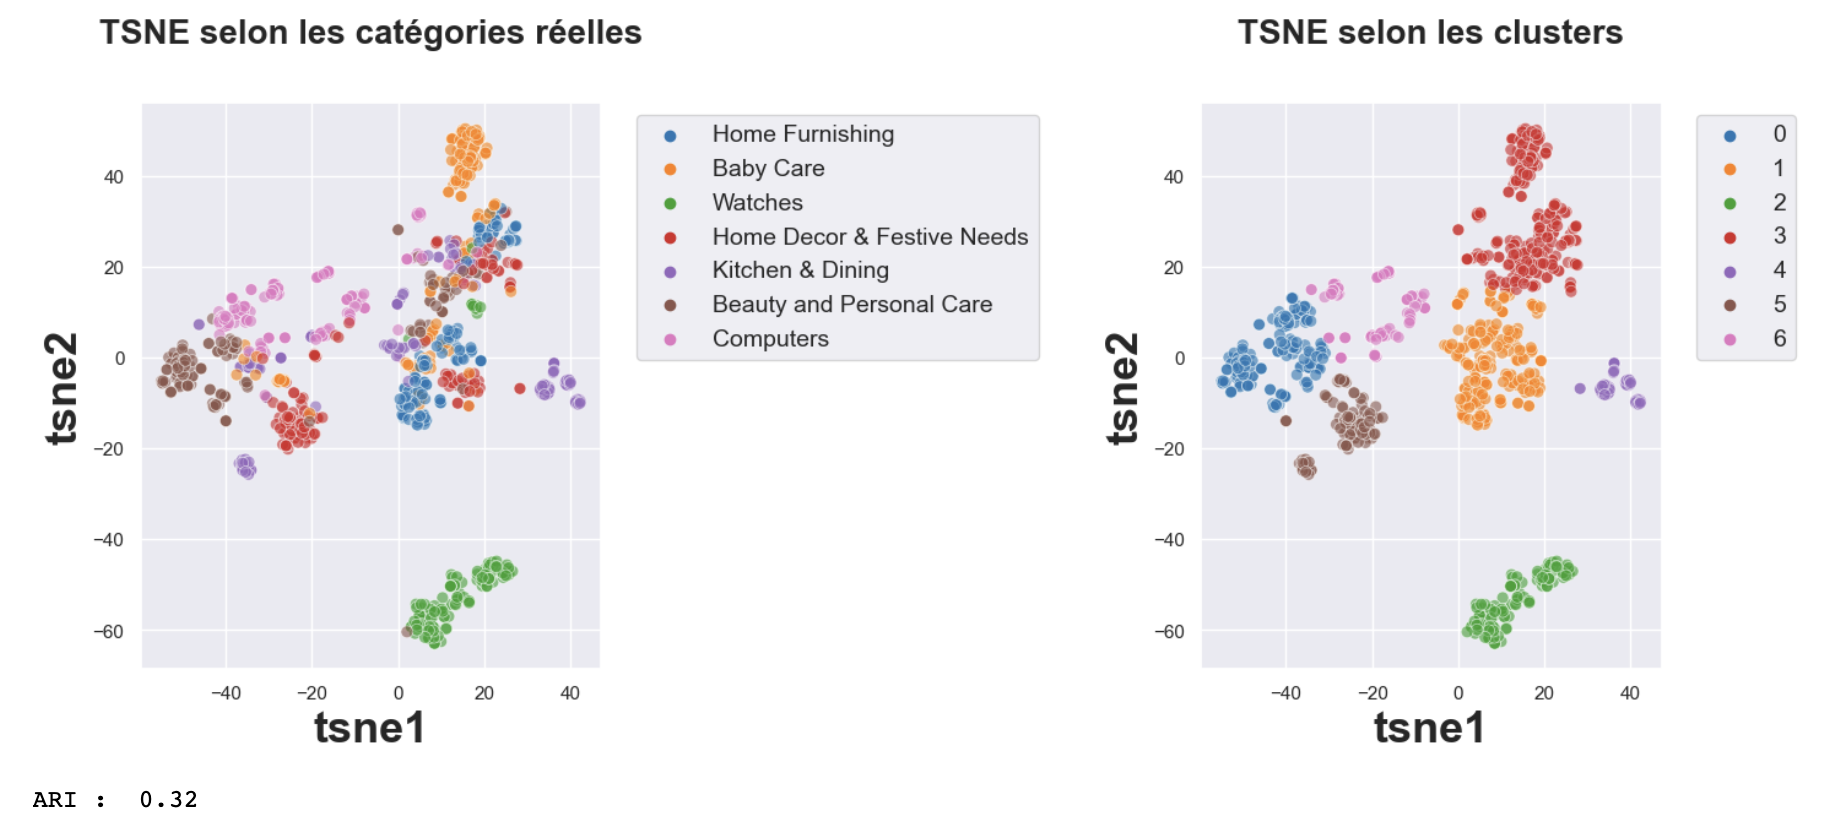 TSNE selon les catégories réelles
tsne2
40
20
0
−20
−40
−60
−40 −20 0 20 40
tsne1
Home Furnishing
Baby Care
Watches
Home Decor & Festive Needs
Kitchen & Dining
Beauty and Personal Care
Computers
TSNE selon les clusters
tsne2
40
20
0
−20
−40
−60
−40 −20 0 20 40
tsne1
0
1
2
3
4
5
6
ARI : 0.32